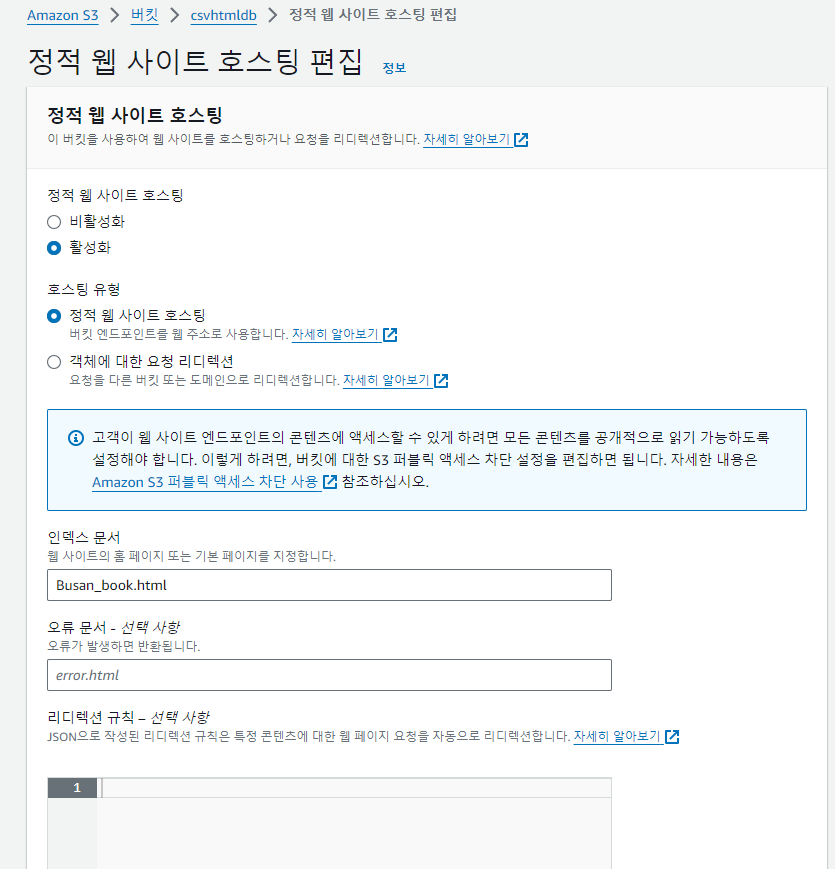 Amazon S3 > 버킷 > csvhtmldb > 정적 웹 사이트 호스팅 편집
정적 웹 사이트 호스팅 편집 정보
정적 웹 사이트 호스팅
이 버킷을 사용하여 웹 사이트를 호스팅하거나 요청을 리디렉션합니다. 자세히 알아보기
정적 웹 사이트 호스팅
비활성화
활성화
호스팅 유형
정적 웹 사이트 호스팅
버킷 엔드포인트를 웹 주소로 사용합니다. 자세히 알아보기
객체에 대한 요청 리디렉션
요청을 다른 버킷 또는 도메인으로 리디렉션합니다. 자세히 알아보기
고객이 웹 사이트 엔드포인트의 콘텐츠에 액세스할 수 있게 하려면 모든 콘텐츠를 공개적으로 읽기 가능하도록
설정해야 합니다. 이렇게 하려면, 버킷에 대한 S3 퍼블릭 액세스 차단 설정을 편집하면 됩니다. 자세한 내용은
Amazon S3 퍼블릭 액세스 차단 사용 참조하십시오.
인덱스 문서
웹 사이트의 홈 페이지 또는 기본 페이지를 지정합니다.
Busan_book.html
오류 문서 - 선택 사항
오류가 발생하면 반환됩니다.
error.html
리디렉션 규칙 – 선택 사항
JSON으로 작성된 리디렉션 규칙은 특정 콘텐츠에 대한 웹 페이지 요청을 자동으로 리디렉션합니다. 자세히 알아보기
1